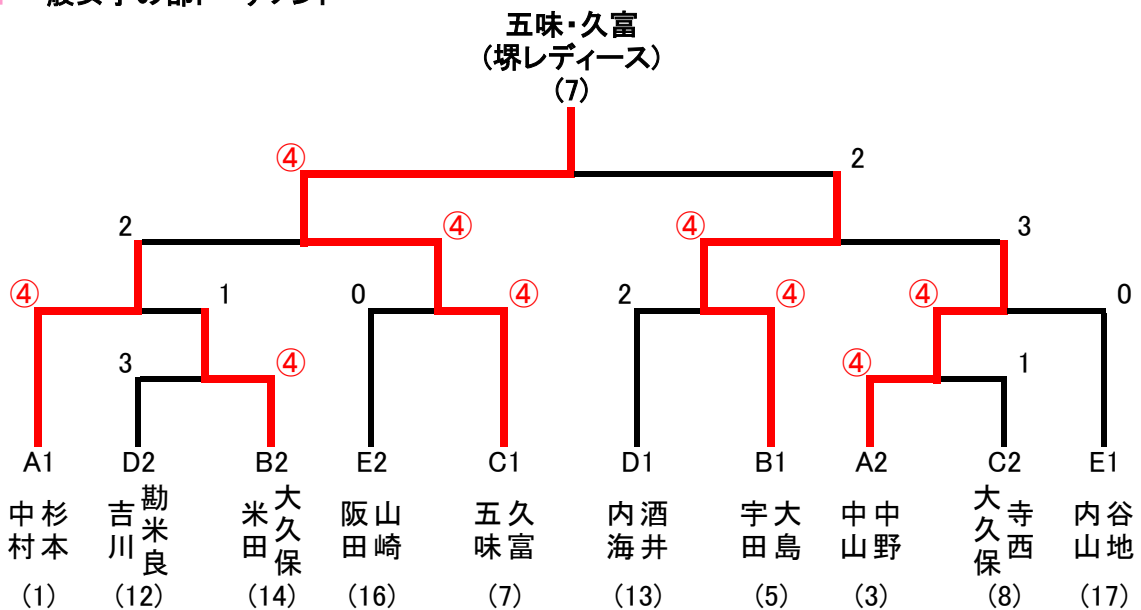 五味・久富
(堺レディース)
(7)
④ 2
2 ④ ④ 3
④ 1 0 ④ 2 ④ ④ 0
3 ④ ④ 1
A1 D2 B2 E2 C1 D1 B1 A2 C2 E1
中村 杉本 吉川 勘米良 米田 大久保 阪田 山崎 五味 久富 内海 酒井 宇田 大島 中山 中野 大久保 寺西 内山 谷地
(1) (12) (14) (16) (7) (13) (5) (3) (8) (17)